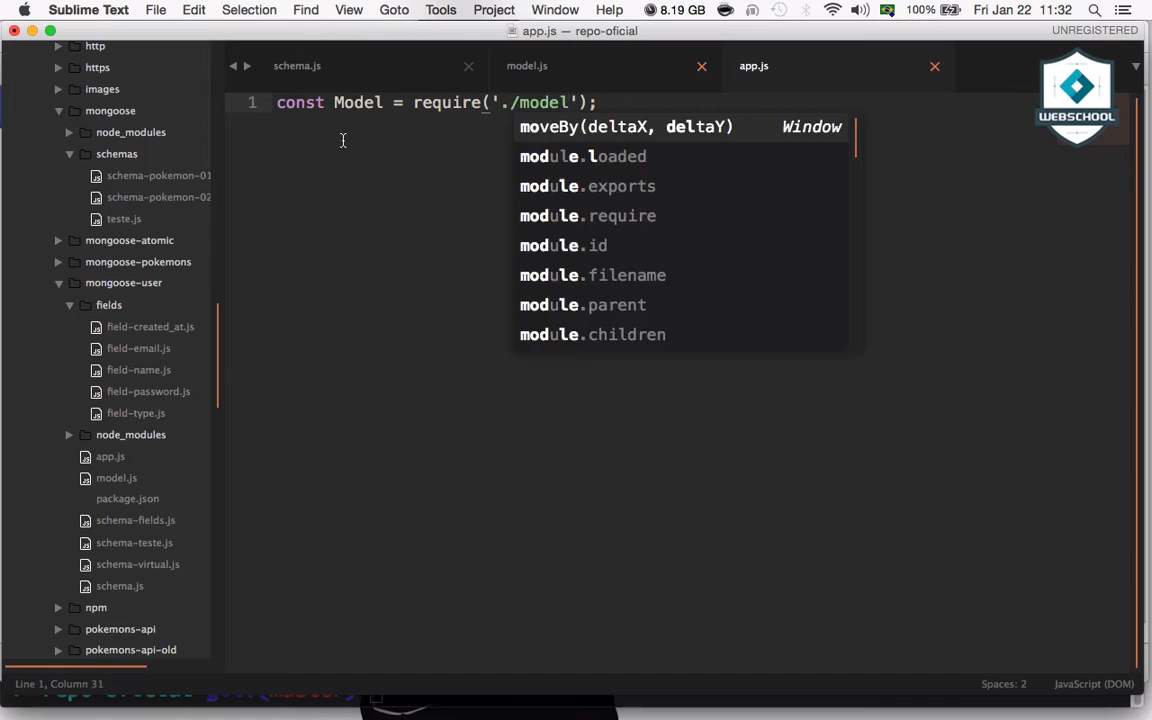 Sublime Text File Edit Selection Find View Goto Tools Project Window Help 8.19 GB 100% Fri Jan 22 11:32
app.js — repo-oficial UNREGISTERED
http
https
images
mongoose
node_modules
schemas
schema-pokemon-01
schema-pokemon-02
teste.js
mongoose-atomic
mongoose-pokemons
mongoose-user
fields
field-created_at.js
field-email.js
field-name.js
field-password.js
field-type.js
node_modules
app.js
model.js
package.json
schema-fields.js
schema-teste.js
schema-virtual.js
schema.js
npm
pokemons-api
pokemons-api-old
schema.js model.js app.js
1 const Model = require('./model');
moveBy(deltaX, deltaY) Window
module.loaded
module.exports
module.require
module.id
module.filename
module.parent
module.children
WEBSCHOOL
Line 1, Column 31 Spaces: 2 JavaScript (DOM)